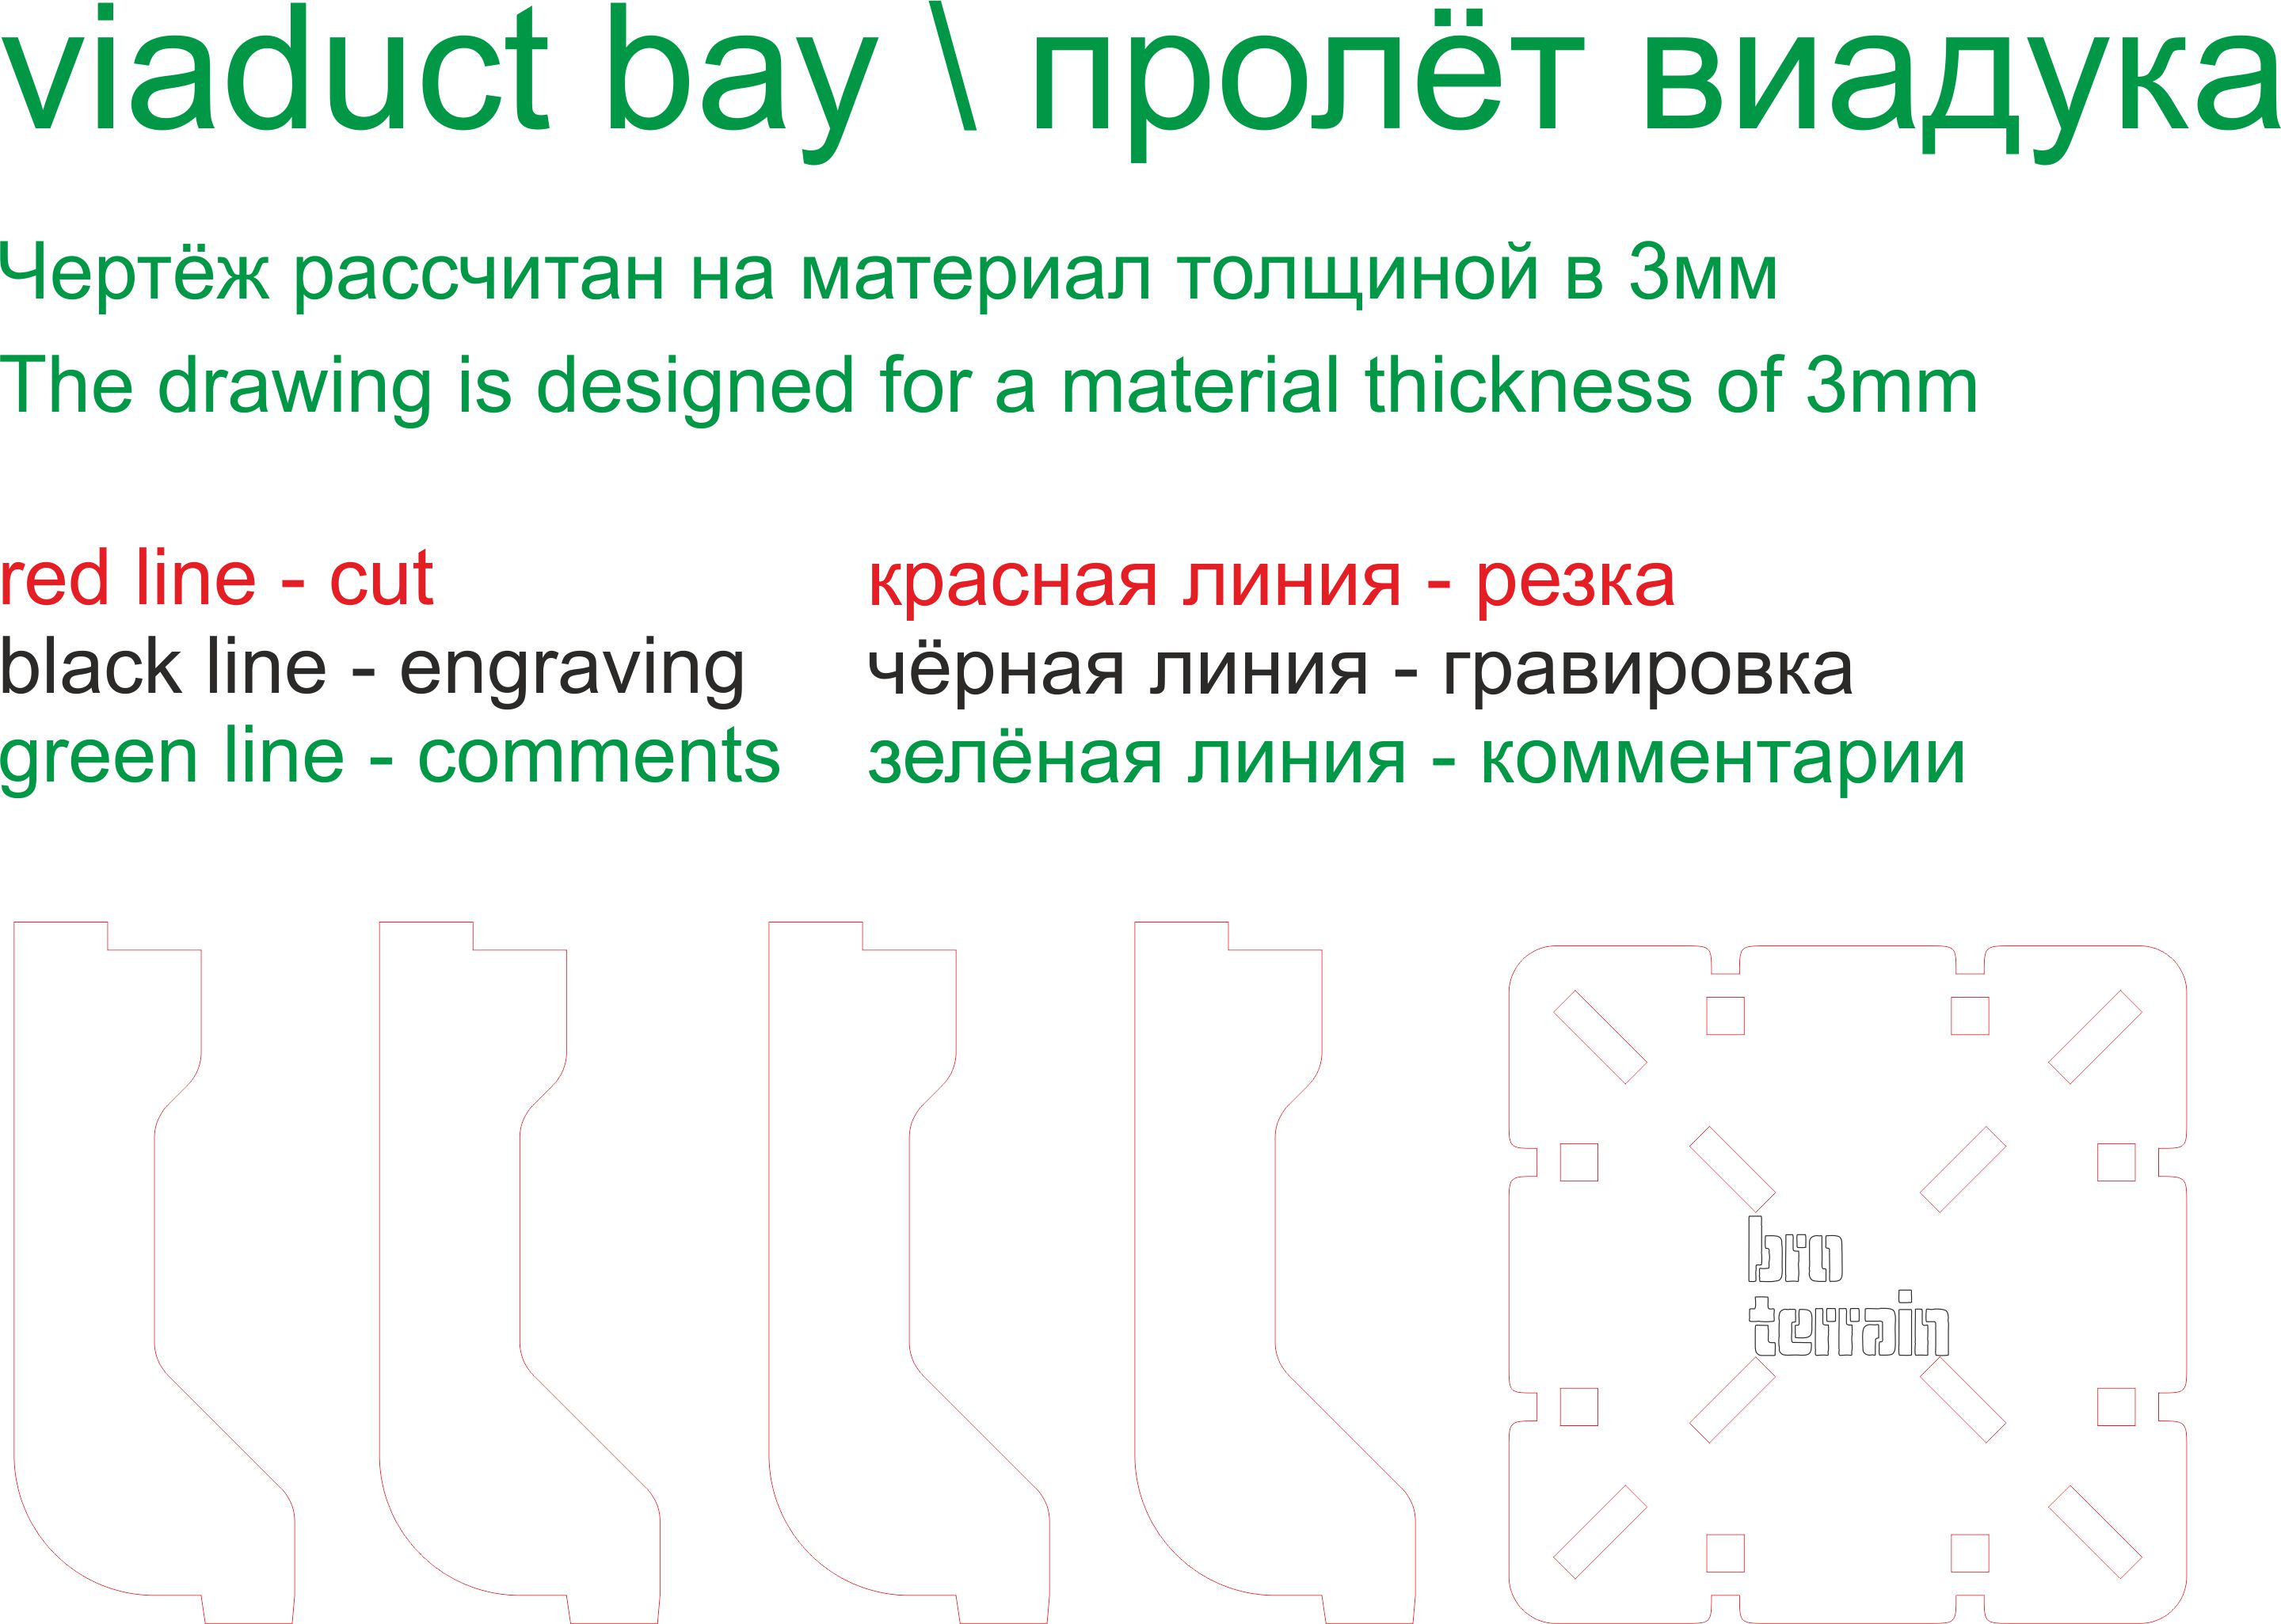 viaduct bay \ пролёт виадука
Чертёж рассчитан на материал толщиной в 3мм
The drawing is designed for a material thickness of 3mm
red line - cut
black line - engraving
green line - comments
красная линия - резка
чёрная линия - гравировка
зелёная линия - комментарии
bro
terrain